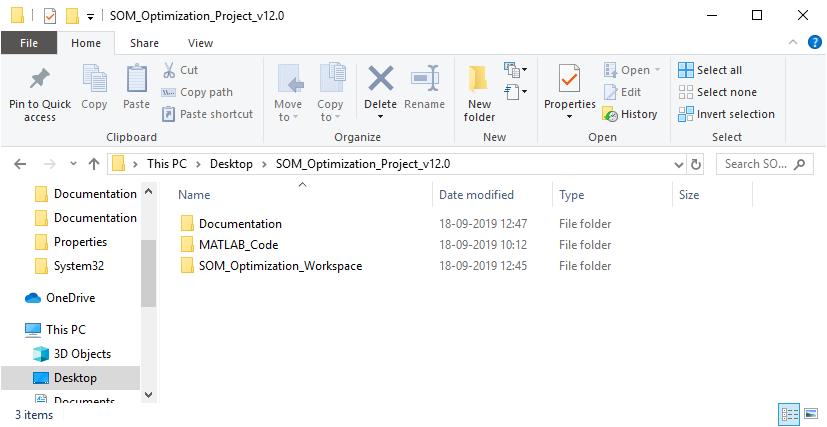 SOM_Optimization_Project_v12.0
File Home Share View
Pin to Quick access
Copy
Paste
Cut
Copy path
Paste shortcut
Clipboard
Move to
Copy to
Delete
Rename
Organize
New folder
New
Properties
Open
Edit
History
Open
Select all
Select none
Invert selection
Select
This PC > Desktop > SOM_Optimization_Project_v12.0
Search SO...
Documentation
Documentation
Properties
System32
OneDrive
This PC
3D Objects
Desktop
Documents
Name Date modified Type Size
Documentation 18-09-2019 12:47 File folder
MATLAB_Code 18-09-2019 10:12 File folder
SOM_Optimization_Workspace 18-09-2019 12:45 File folder
3 items